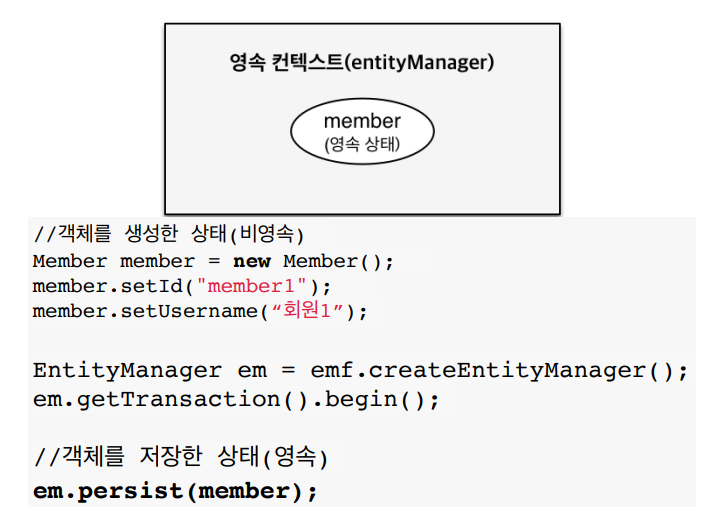 영속 컨텍스트(entityManager)
member
(영속 상태)
//객체를 생성한 상태(비영속)
Member member = new Member();
member.setId("member1");
member.setUsername(“회원1”);
EntityManager em = emf.createEntityManager();
em.getTransaction().begin();
//객체를 저장한 상태(영속)
em.persist(member);